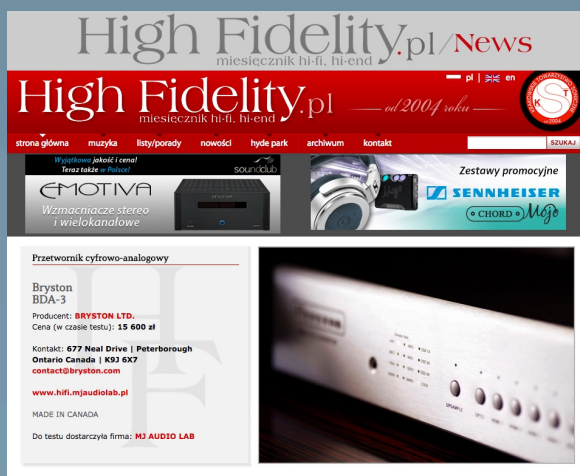 High Fidelity.pl/News
miesięcznik hi-fi, hi-end
pl | en
High Fidelity.pl
miesięcznik hi-fi, hi-end
od 2004 roku
strona główna muzyka listy/porady nowości hyde park archiwum kontakt SZUKAJ
Wyjątkowa jakość i cena!
Teraz także w Polsce!
soundclub
EMOTIVA
Wzmacniacze stereo
i wielokanałowe
Zestawy promocyjne
SENNHEISER
CHORD Mojo
Przetwornik cyfrowo-analogowy
Bryston
BDA-3
Producent: BRYSTON LTD.
Cena (w czasie testu): 15 600 zł
Kontakt: 677 Neal Drive | Peterborough
Ontario Canada | K9J 6X7
contact@bryston.com
www.hifi.mjaudiolab.pl
MADE IN CANADA
Do testu dostarczyła firma: MJ AUDIO LAB
UPSAMPLE